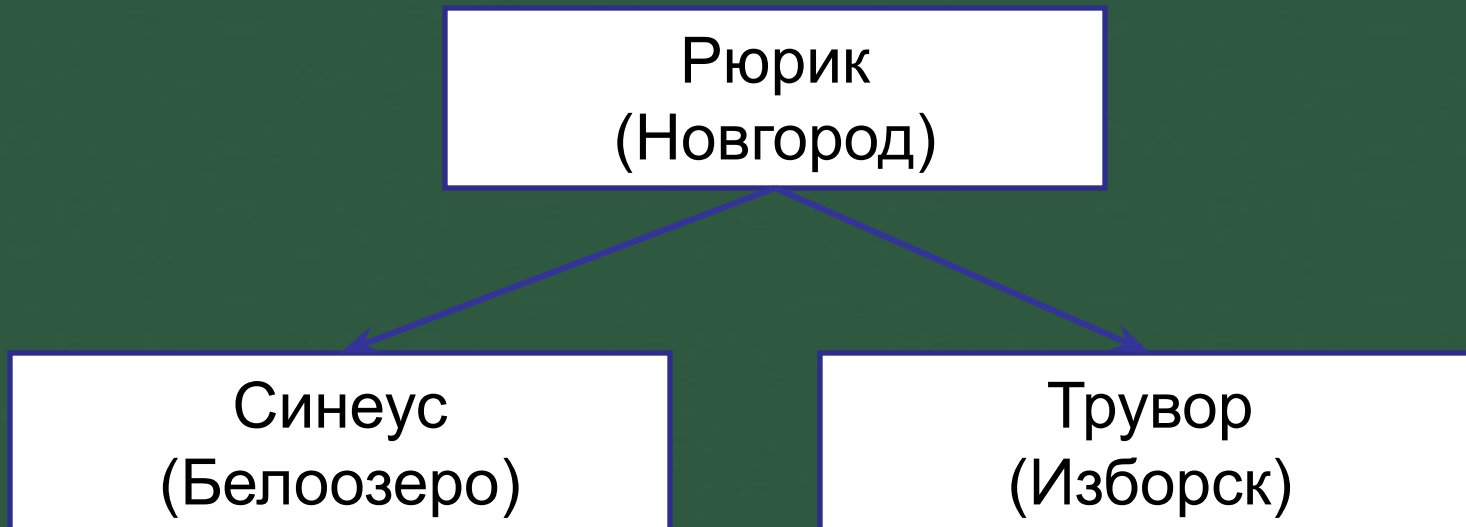 Рюрик
(Новгород)
Синеус
(Белоозеро)
Трувор
(Изборск)